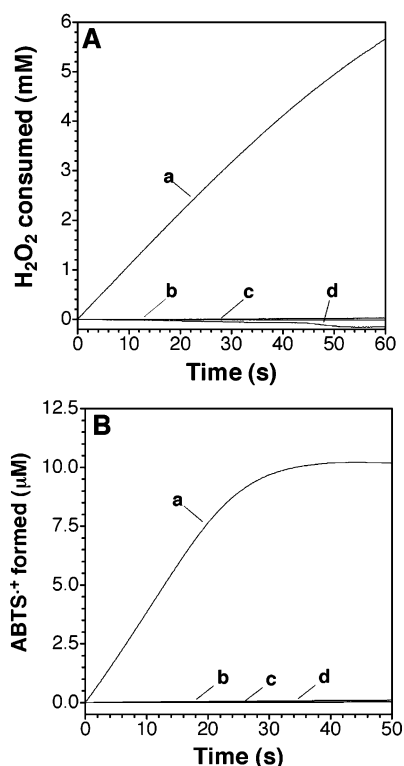 A
H2O2 consumed (mM)
6
5
4
3
2
1
0
a
b c d
0 10 20 30 40 50 60
Time (s)
B
ABTS·+ formed (μM)
12.5
10.0
7.5
5.0
2.5
0.0
a
b c d
0 10 20 30 40 50
Time (s)